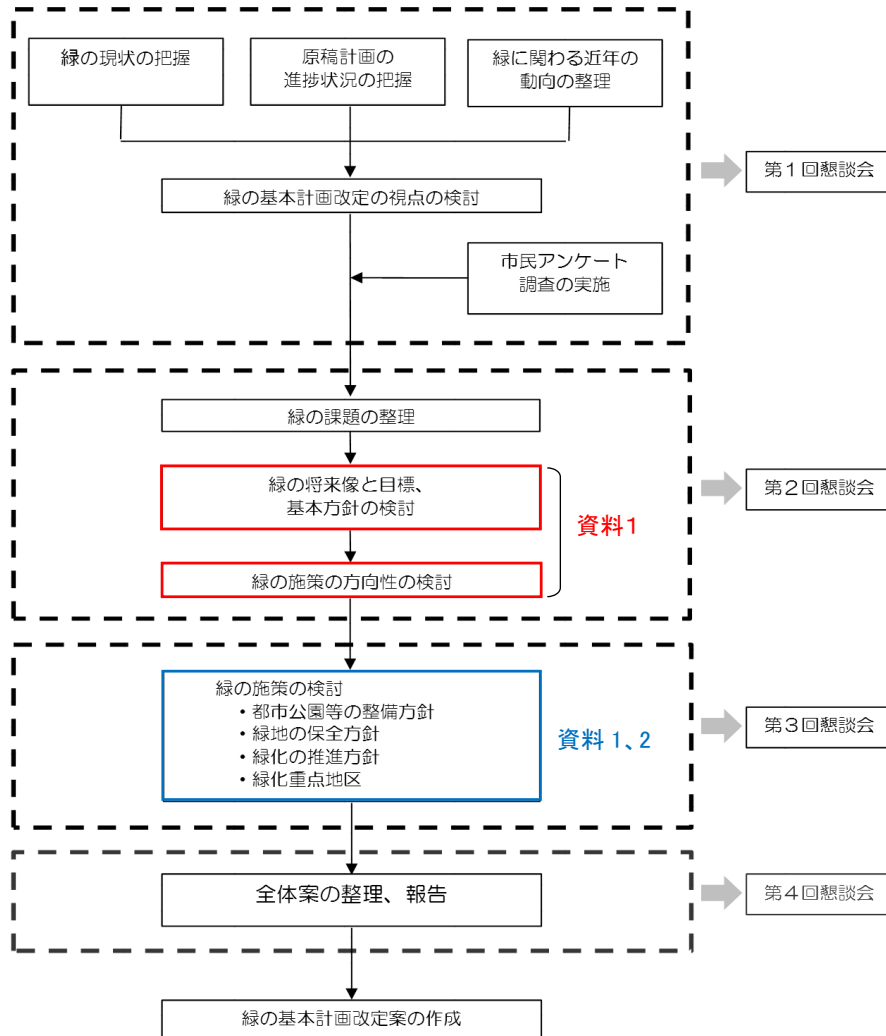 緑の現状の把握
原稿計画の
進捗状況の把握
緑に関わる近年の
動向の整理
緑の基本計画改定の視点の検討
市民アンケート
調査の実施
第1回懇談会
緑の課題の整理
緑の将来像と目標、
基本方針の検討
緑の施策の方向性の検討
資料1
第2回懇談会
緑の施策の検討
・都市公園等の整備方針
・緑地の保全方針
・緑化の推進方針
・緑化重点地区
資料1、2
第3回懇談会
全体案の整理、報告
第4回懇談会
緑の基本計画改定案の作成